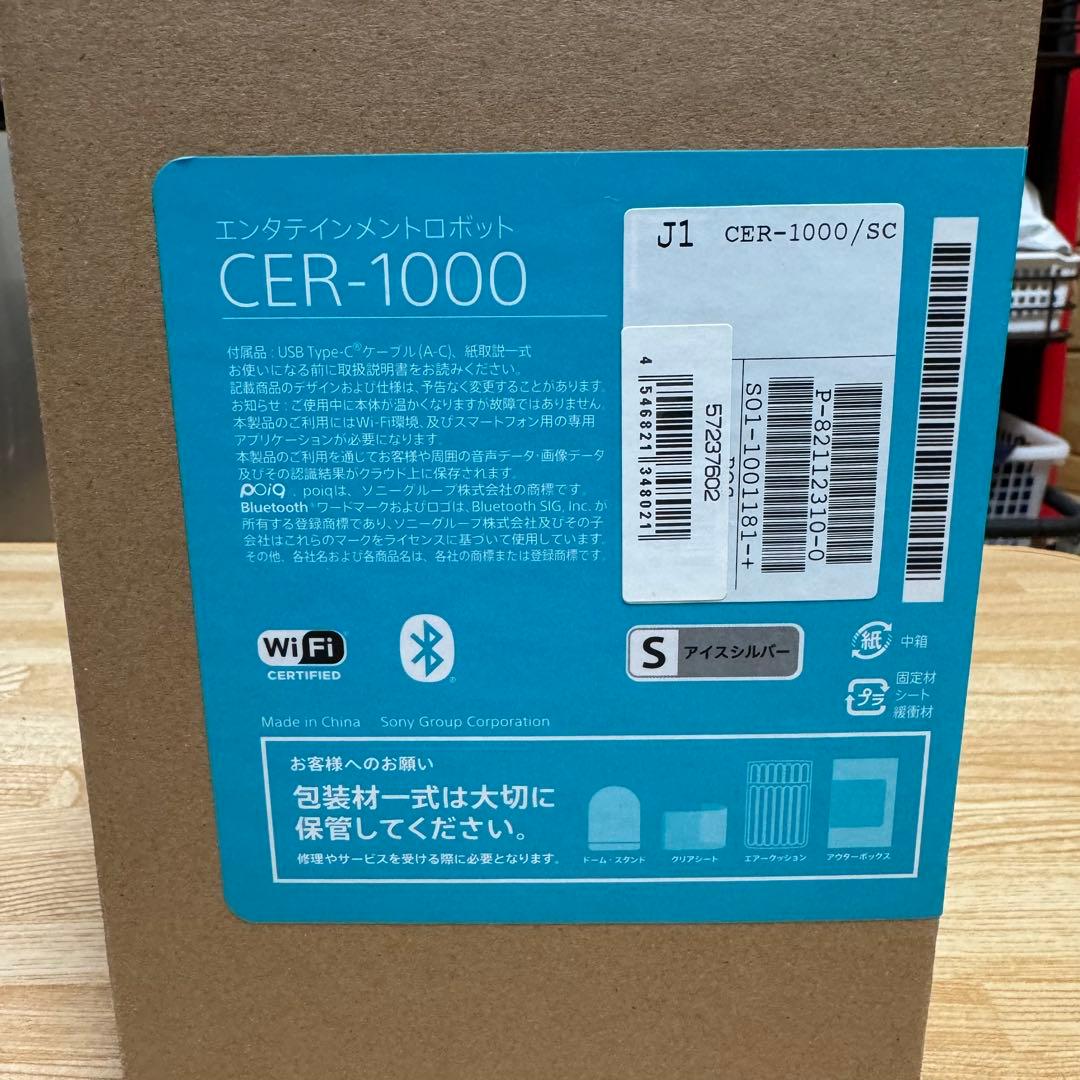 エンタテインメントロボット
CER-1000
付属品 : USB Type-C®ケーブル(A-C)、紙取説一式
お使いになる前に取扱説明書をお読みください。
記載商品のデザインおよび仕様は、予告なく変更することがあります。
お知らせ : ご使用中に本体が温かくなりますが故障ではありません。
本製品のご利用にはWi-Fi環境、及びスマートフォン用の専用
アプリケーションが必要になります。
本製品のご利用を通じてお客様や周囲の音声データ・画像データ
及びその認識結果がクラウド上に保存されます。
poiq 、poiqは、ソニーグループ株式会社の商標です。
Bluetooth®ワードマークおよびロゴは、Bluetooth SIG, Inc. が
所有する登録商標であり、ソニーグループ株式会社及びその子
会社はこれらのマークをライセンスに基づいて使用しています。
その他、各社名および各商品名は、各社の商標または登録商標です。
J1 CER-1000/SC
P-82112310-0
S01-1001181-+
57237602
4 546821 348021
Wi Fi
CERTIFIED
S アイスシルバー
紙 中箱
プラ 固定材
シート
緩衝材
Made in China Sony Group Corporation
お客様へのお願い
包装材一式は大切に
保管してください。
修理やサービスを受ける際に必要となります。
ドーム・スタンド クリアシート エアークッション アウターボックス